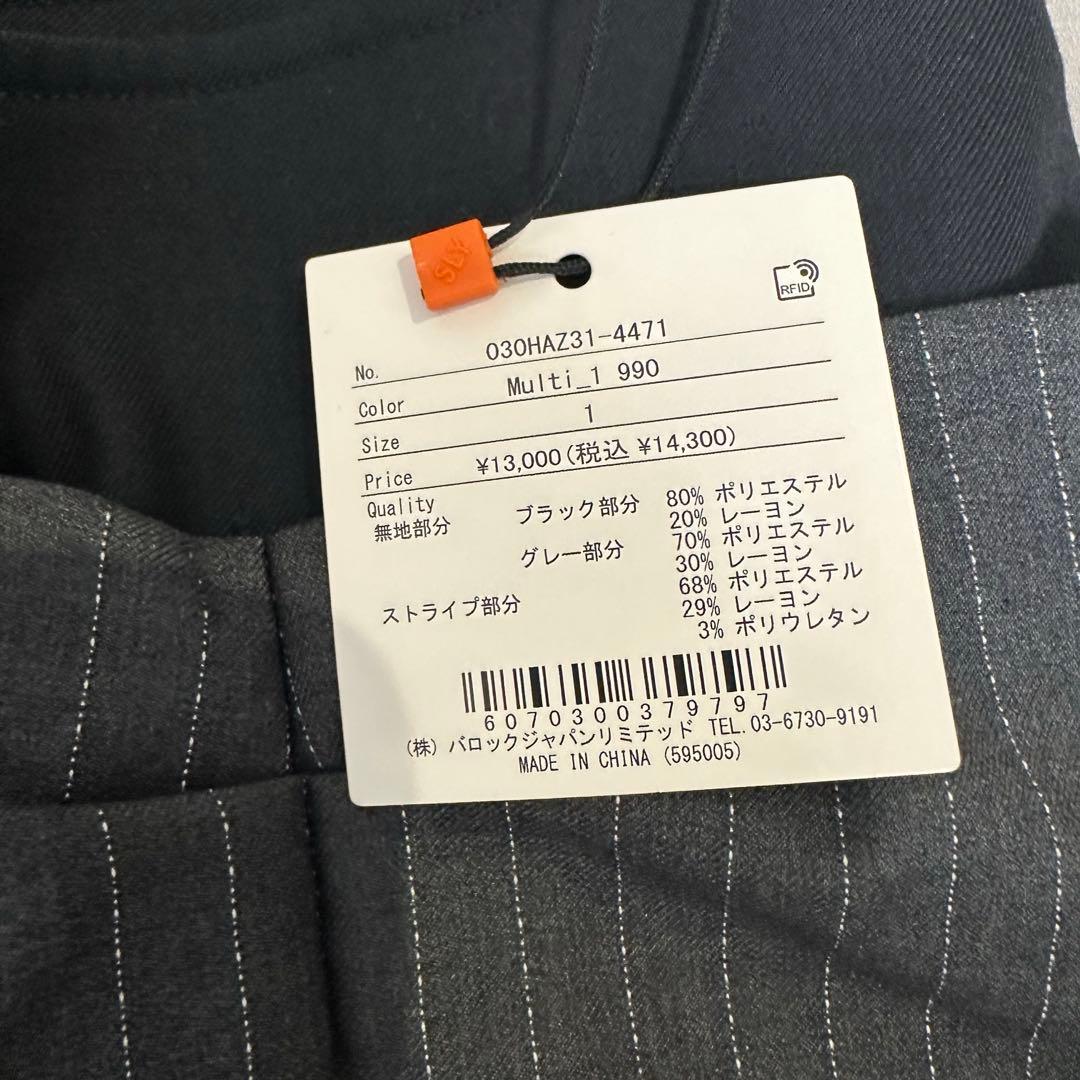 SLY
RFID
No. 030HAZ31-4471
Color Multi_1 990
Size 1
Price ¥13,000(税込 ¥14,300)
Quality
無地部分 ブラック部分 80% ポリエステル
20% レーヨン
グレー部分 70% ポリエステル
30% レーヨン
ストライプ部分 68% ポリエステル
29% レーヨン
3% ポリウレタン
6070300379797
(株) バロックジャパンリミテッド TEL. 03-6730-9191
MADE IN CHINA (595005)